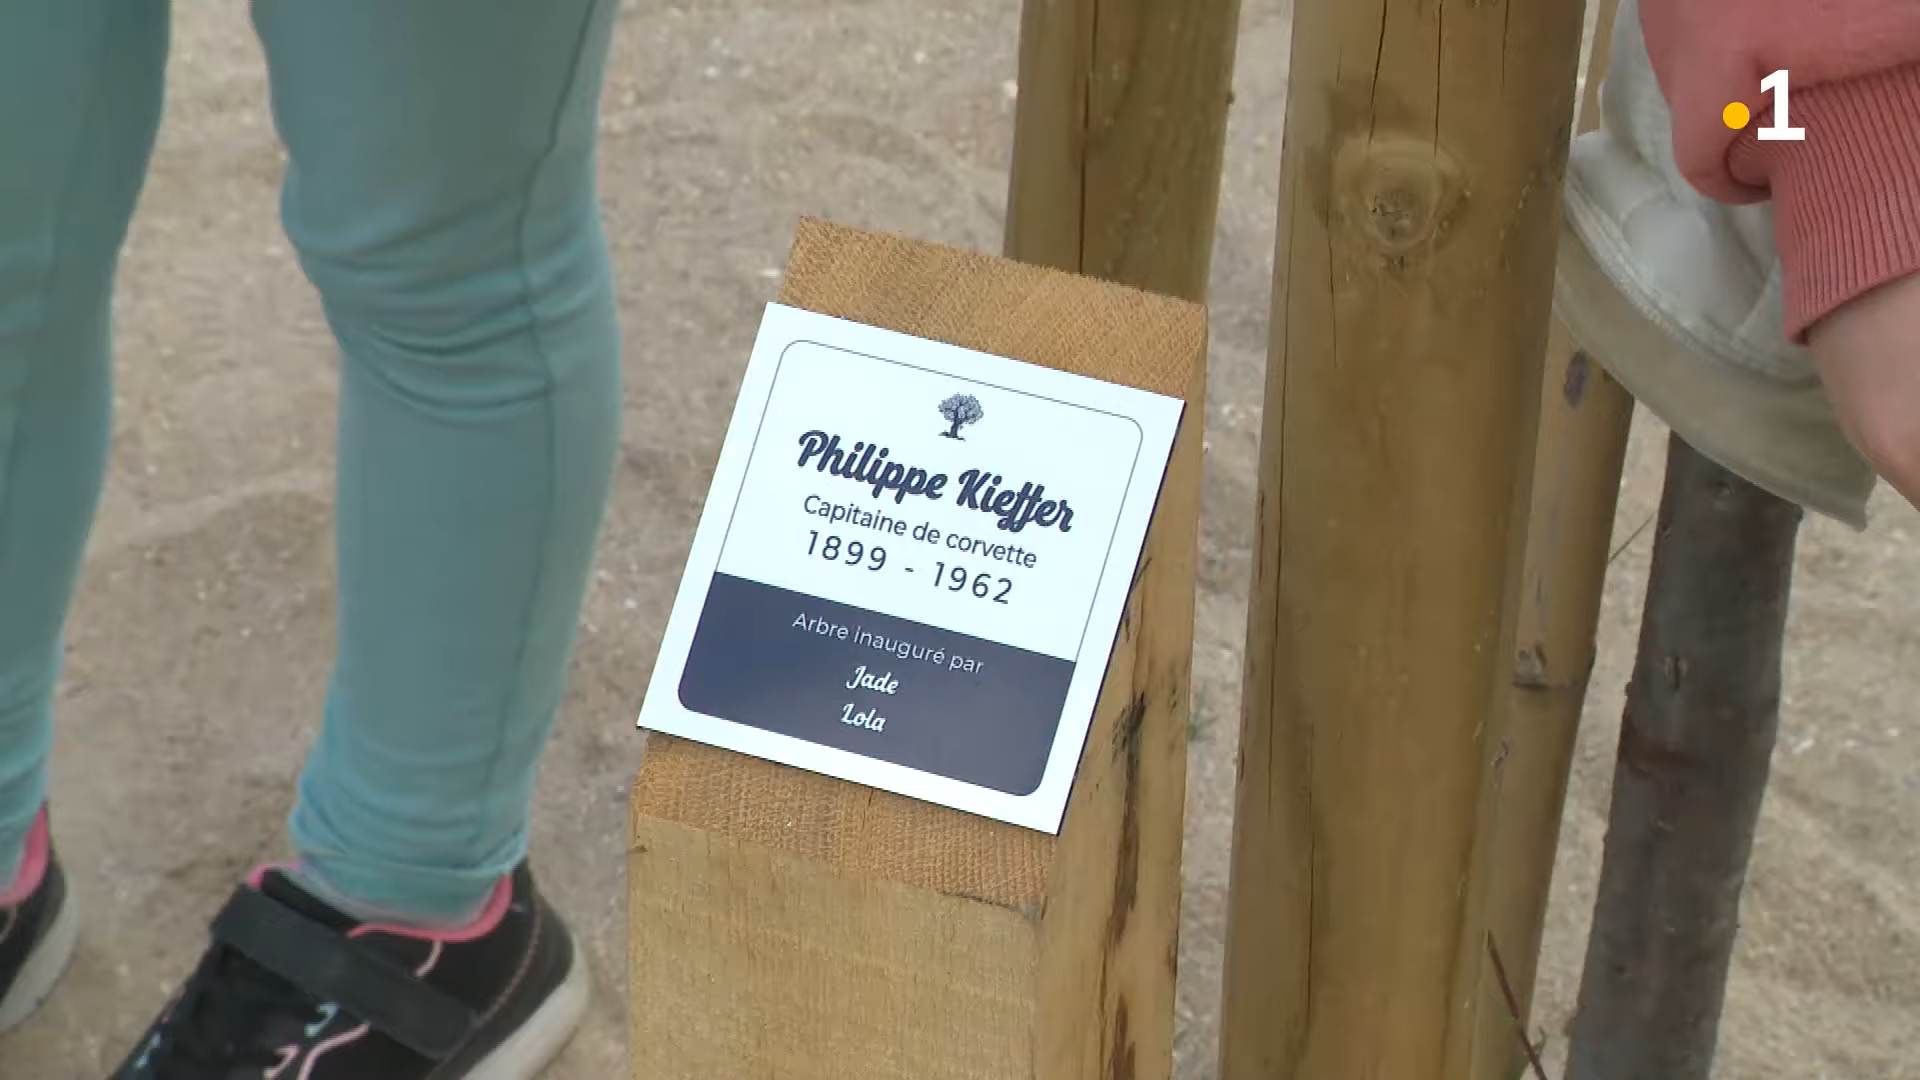 1
Philippe Kieffer
Capitaine de corvette
1899 - 1962
Arbre inauguré par
Jade
Lola